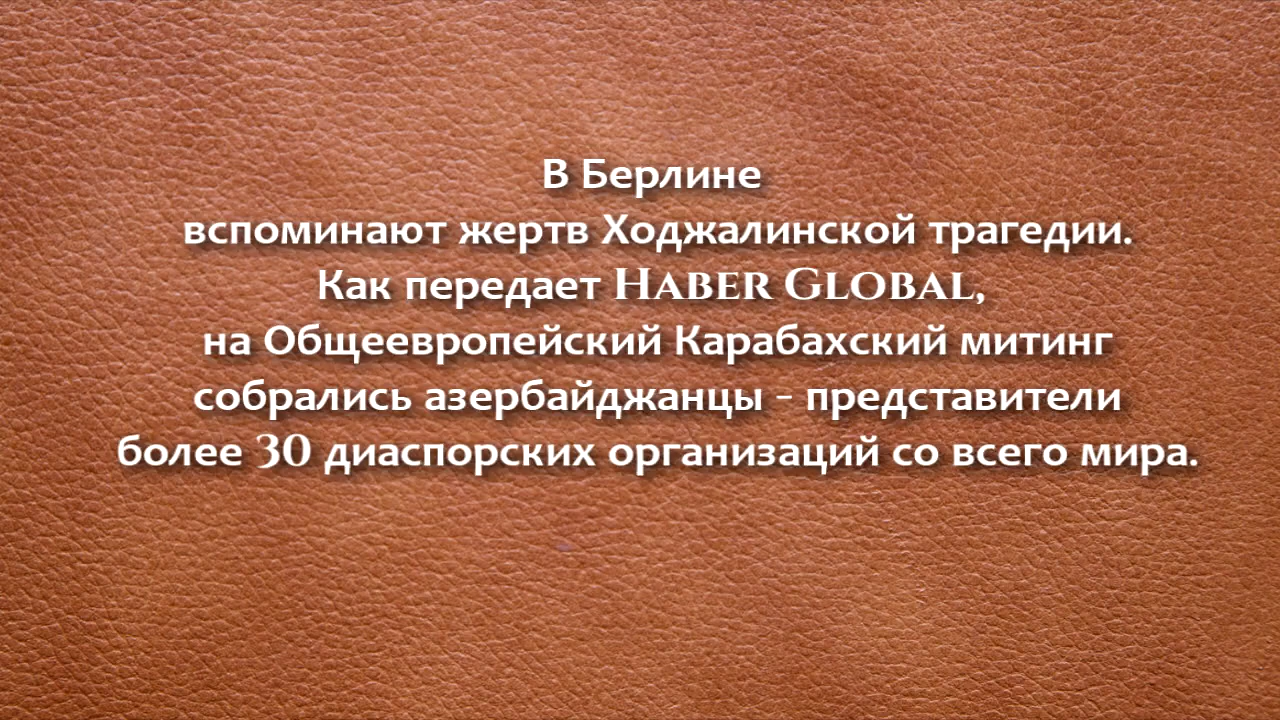 В Берлине
вспоминают жертв Ходжалинской трагедии.
Как передает Haber Global,
на Общеевропейский Карабахский митинг
собрались азербайджанцы - представители
более 30 диаспорских организаций со всего мира.